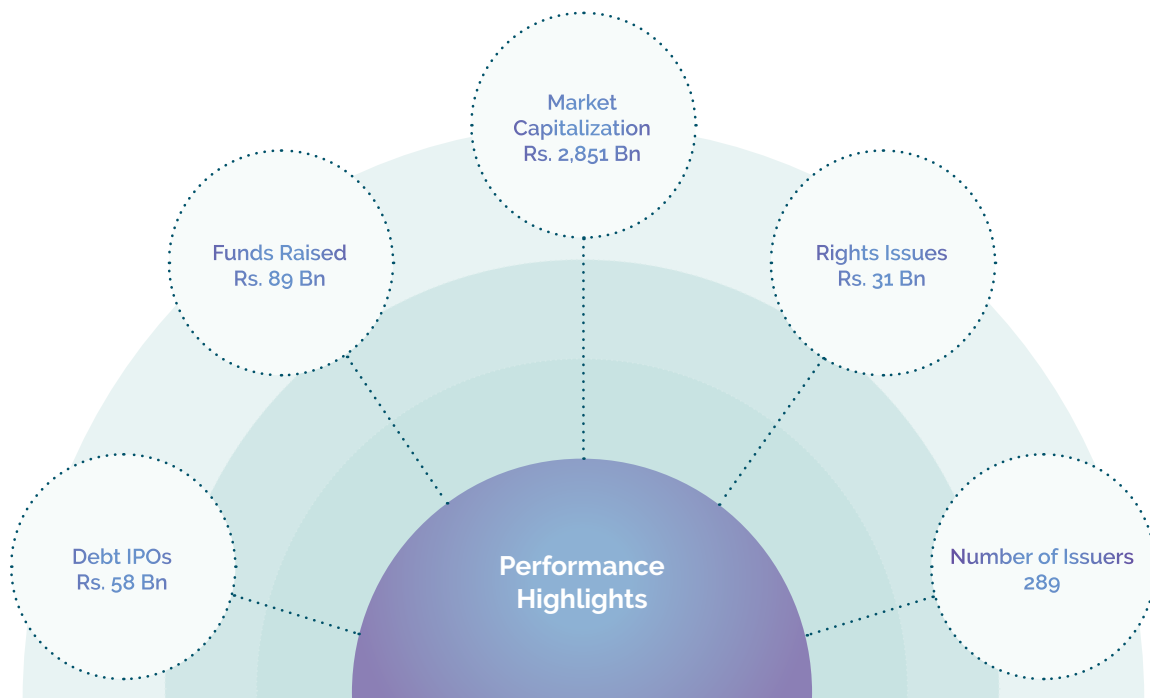 Market
Capitalization
Rs. 2,851 Bn
Funds Raised
Rs. 89 Bn
Rights Issues
Rs. 31 Bn
Debt IPOs
Rs. 58 Bn
Number of Issuers
289
Performance
Highlights